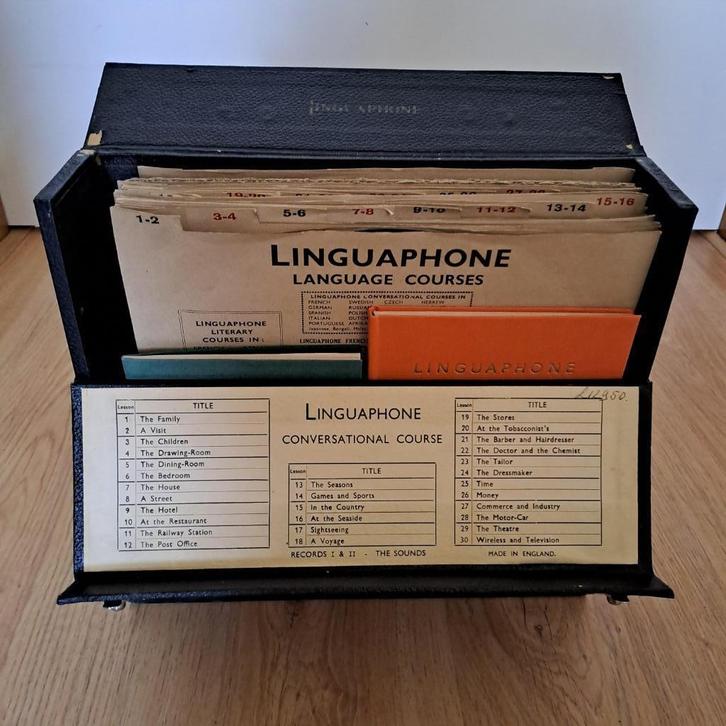 LINGUAPHONE
1-2 3-4 5-6 7-8 9-10 11-12 13-14 15-16
LINGUAPHONE
LANGUAGE COURSES
LINGUAPHONE
LITERARY
COURSES IN:
LINGUAPHONE CONVERSATIONAL COURSES IN
FRENCH SWEDISH CZECH HEBREW
GERMAN
SPANISH
ITALIAN
PORTUGUESE
LINGUAPHONE
Lesson TITLE
1 The Family
2 A Visit
3 The Children
4 The Drawing-Room
5 The Dining-Room
6 The Bedroom
7 The House
8 A Street
9 The Hotel
10 At the Restaurant
11 The Railway Station
12 The Post Office
LINGUAPHONE
CONVERSATIONAL COURSE
Lesson TITLE
13 The Seasons
14 Games and Sports
15 In the Country
16 At the Seaside
17 Sightseeing
18 A Voyage
RECORDS I & II - THE SOUNDS
Lesson TITLE
19 The Stores
20 At the Tobacconist's
21 The Barber and Hairdresser
22 The Doctor and the Chemist
23 The Tailor
24 The Dressmaker
25 Time
26 Money
27 Commerce and Industry
28 The Motor-Car
29 The Theatre
30 Wireless and Television
MADE IN ENGLAND.